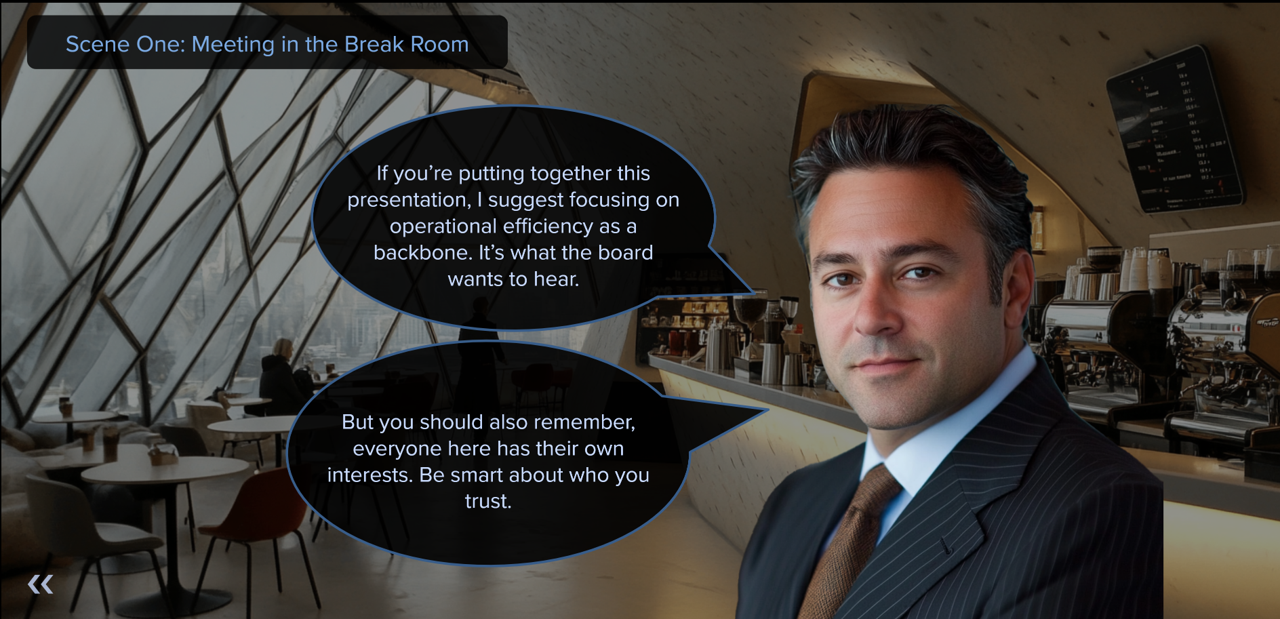 Scene One: Meeting in the Break Room
If you’re putting together this
presentation, I suggest focusing on
operational efficiency as a
backbone. It’s what the board
wants to hear.
But you should also remember,
everyone here has their own
interests. Be smart about who you
trust.